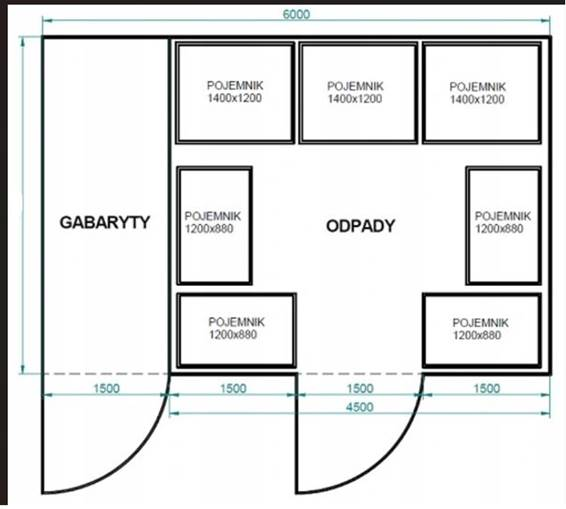 6000
POJEMNIK
1400x1200
POJEMNIK
1400x1200
POJEMNIK
1400x1200
GABARYTY
POJEMNIK
1200x880
ODPADY
POJEMNIK
1200x880
POJEMNIK
1200x880
POJEMNIK
1200x880
1500
1500
1500
1500
4500